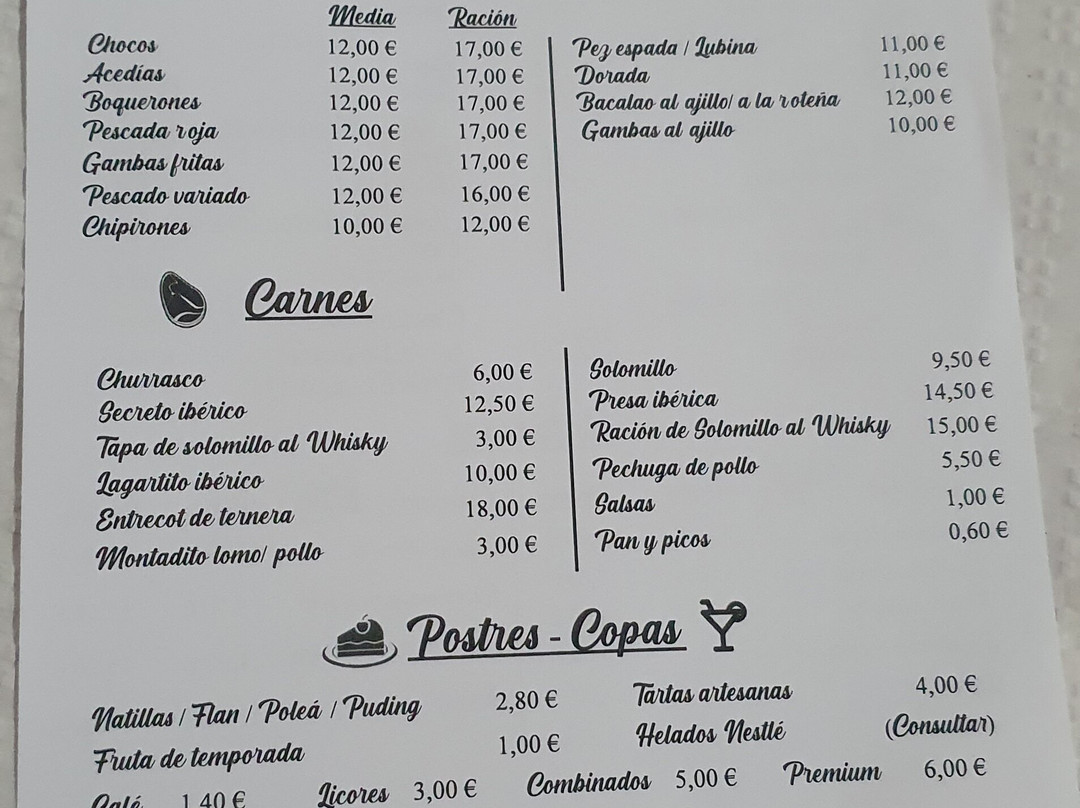 Media Ración
Chocos 12,00 € 17,00 €
Acedías 12,00 € 17,00 €
Boquerones 12,00 € 17,00 €
Pescada roja 12,00 € 17,00 €
Gambas fritas 12,00 € 17,00 €
Pescado variado 12,00 € 16,00 €
Chipirones 10,00 € 12,00 €
Pez espada / Lubina 11,00 €
Dorada 11,00 €
Bacalao al ajillo/ a la roteña 12,00 €
Gambas al ajillo 10,00 €
Carnes
Churrasco 6,00 €
Secreto ibérico 12,50 €
Tapa de solomillo al Whisky 3,00 €
Lagartito ibérico 10,00 €
Entrecot de ternera 18,00 €
Montadito lomo/ pollo 3,00 €
Solomillo 9,50 €
Presa ibérica 14,50 €
Ración de Solomillo al Whisky 15,00 €
Pechuga de pollo 5,50 €
Salsas 1,00 €
Pan y picos 0,60 €
Postres - Copas
Natillas / Flan / Poleá / Puding 2,80 € Tartas artesanas 4,00 €
Fruta de temporada 1,00 € Helados Nestlé (Consultar)
Café 1,40 € Licores 3,00 € Combinados 5,00 € Premium 6,00 €